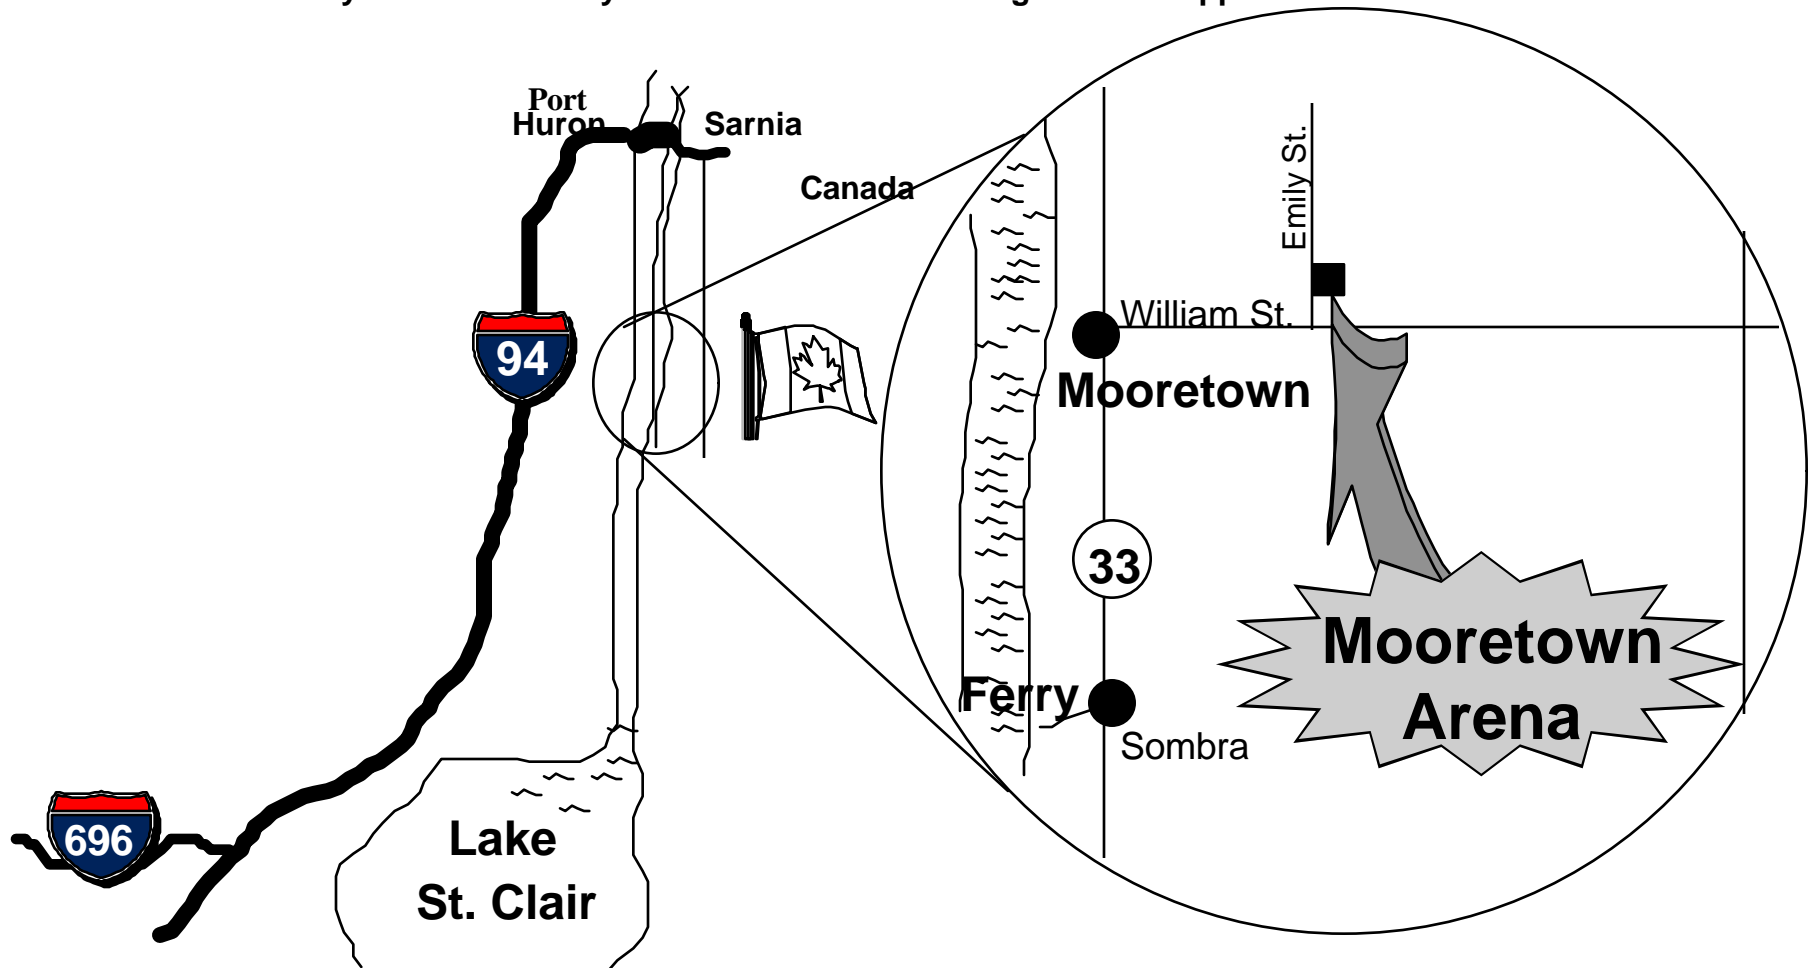 Port
Huron
Sarnia
Canada
Emily St.
William St.
94
Mooretown
33
Mooretown
Arena
Ferry
Sombra
696
Lake
St. Clair